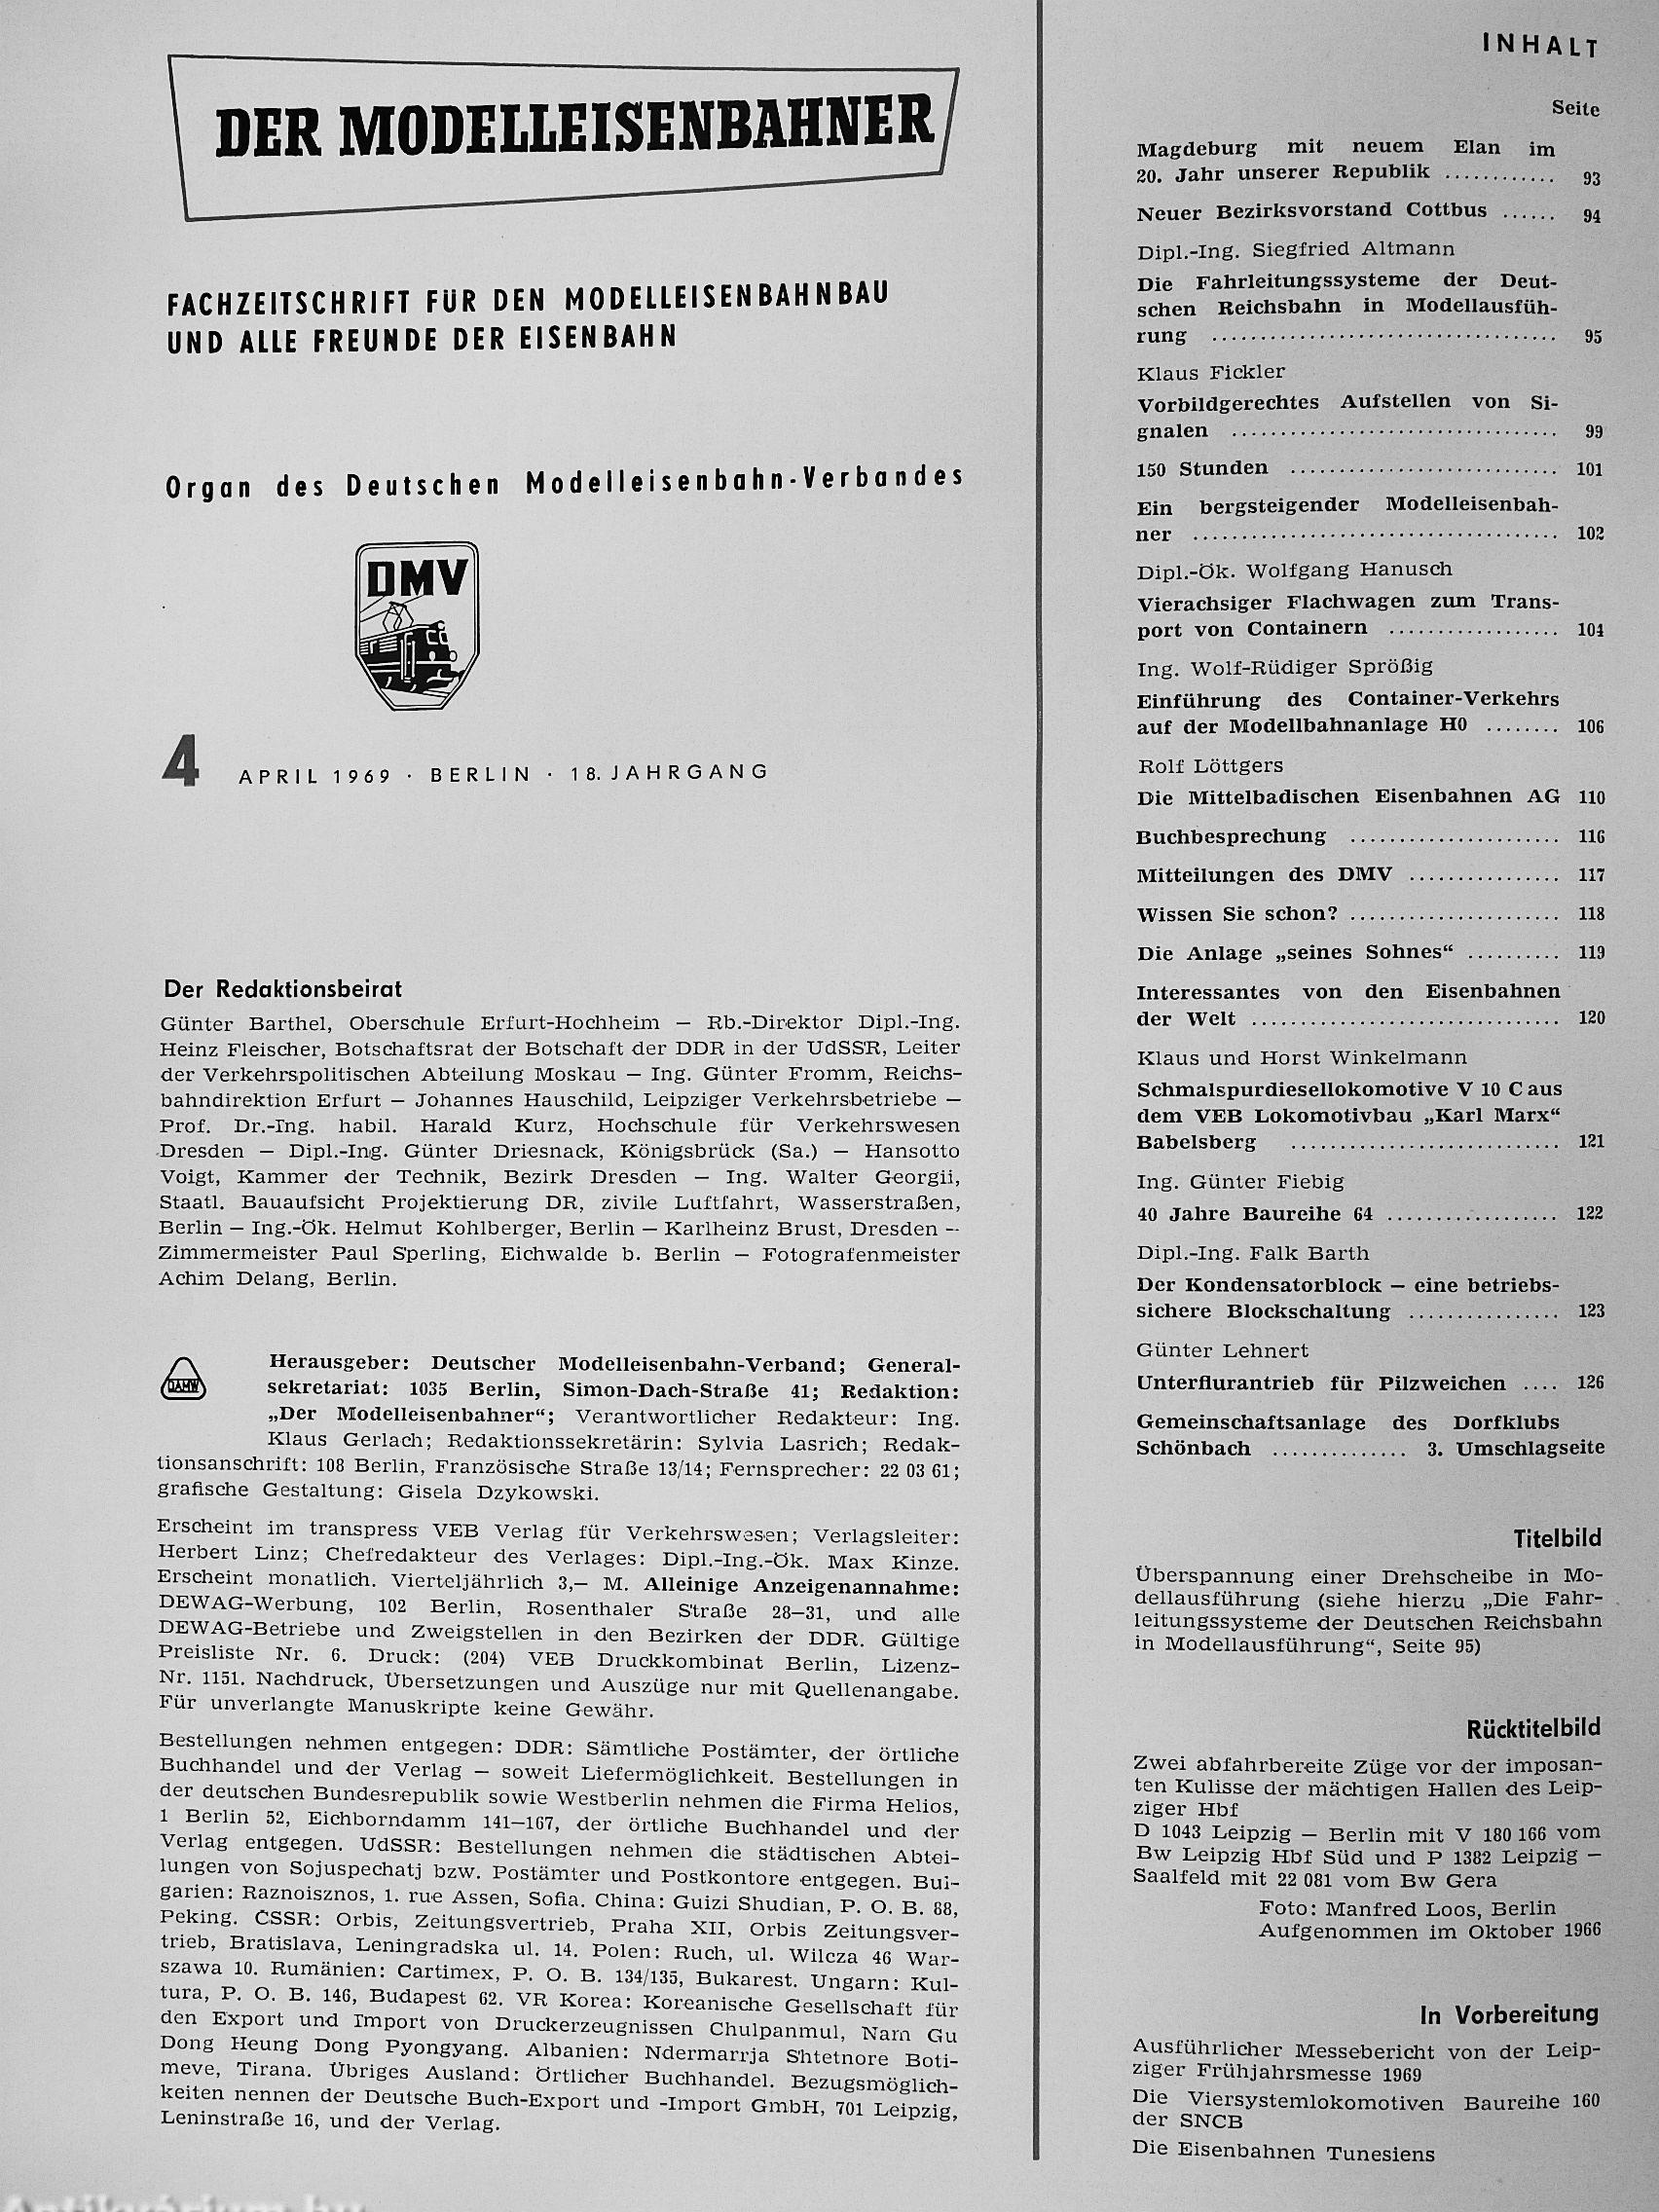 DER MODELLEISENBAHNER
FACHZEITSCHRIFT FÜR DEN MODELLEISENBAHNBAU
UND ALLE FREUNDE DER EISENBAHN
Organ des Deutschen Modelleisenbahn-Verbandes
DMV
4 APRIL 1969 · BERLIN · 18. JAHRGANG
Der Redaktionsbeirat
Günter Barthel, Oberschule Erfurt-Hochheim — Rb.-Direktor Dipl.-Ing.
Heinz Fleischer, Botschaftsrat der Botschaft der DDR in der UdSSR, Leiter
der Verkehrspolitischen Abteilung Moskau — Ing. Günter Fromm, Reichs-
bahndirektion Erfurt — Johannes Hauschild, Leipziger Verkehrsbetriebe —
Prof. Dr.-Ing. habil. Harald Kurz, Hochschule für Verkehrswesen
Dresden — Dipl.-Ing. Günter Driesnack, Königsbrück (Sa.) — Hansotto
Voigt, Kammer der Technik, Bezirk Dresden — Ing. Walter Georgii,
Staatl. Bauaufsicht Projektierung DR, zivile Luftfahrt, Wasserstraßen,
Berlin — Ing.-Ök. Helmut Kohlberger, Berlin — Karlheinz Brust, Dresden —
Zimmermeister Paul Sperling, Eichwalde b. Berlin — Fotografenmeister
Achim Delang, Berlin.
DAMW
Herausgeber: Deutscher Modelleisenbahn-Verband; General-
sekretariat: 1035 Berlin, Simon-Dach-Straße 41; Redaktion:
„Der Modelleisenbahner“; Verantwortlicher Redakteur: Ing.
Klaus Gerlach; Redaktionssekretärin: Sylvia Lasrich; Redak-
tionsanschrift: 108 Berlin, Französische Straße 13/14; Fernsprecher: 22 03 61;
grafische Gestaltung: Gisela Dzykowski.
Erscheint im transpress VEB Verlag für Verkehrswesen; Verlagsleiter:
Herbert Linz; Chefredakteur des Verlages: Dipl.-Ing.-Ök. Max Kinze.
Erscheint monatlich. Vierteljährlich 3,— M. Alleinige Anzeigenannahme:
DEWAG-Werbung, 102 Berlin, Rosenthaler Straße 28—31, und alle
DEWAG-Betriebe und Zweigstellen in den Bezirken der DDR. Gültige
Preisliste Nr. 6. Druck: (204) VEB Druckkombinat Berlin, Lizenz-
Nr. 1151. Nachdruck, Übersetzungen und Auszüge nur mit Quellenangabe.
Für unverlangte Manuskripte keine Gewähr.
Bestellungen nehmen entgegen: DDR: Sämtliche Postämter, der örtliche
Buchhandel und der Verlag — soweit Liefermöglichkeit. Bestellungen in
der deutschen Bundesrepublik sowie Westberlin nehmen die Firma Helios,
1 Berlin 52, Eichborndamm 141—167, der örtliche Buchhandel und der
Verlag entgegen. UdSSR: Bestellungen nehmen die städtischen Abtei-
lungen von Sojuspechatj bzw. Postämter und Postkontore entgegen. Bul-
garien: Raznoisznos, 1. rue Assen, Sofia. China: Guizi Shudian, P. O. B. 88,
Peking. ČSSR: Orbis, Zeitungsvertrieb, Praha XII, Orbis Zeitungsver-
trieb, Bratislava, Leningradska ul. 14. Polen: Ruch, ul. Wilcza 46 War-
szawa 10. Rumänien: Cartimex, P. O. B. 134/135, Bukarest. Ungarn: Kul-
tura, P. O. B. 146, Budapest 62. VR Korea: Koreanische Gesellschaft für
den Export und Import von Druckerzeugnissen Chulpanmul, Nam Gu
Dong Heung Dong Pyongyang. Albanien: Ndermarrja Shtetnore Boti-
meve, Tirana. Übriges Ausland: Örtlicher Buchhandel. Bezugsmöglich-
keiten nennen der Deutsche Buch-Export und -Import GmbH, 701 Leipzig,
Leninstraße 16, und der Verlag.
INHALT
Seite
Magdeburg mit neuem Elan im
20. Jahr unserer Republik ............ 93
Neuer Bezirksvorstand Cottbus ...... 94
Dipl.-Ing. Siegfried Altmann
Die Fahrleitungssysteme der Deut-
schen Reichsbahn in Modellausfüh-
rung ................................... 95
Klaus Fickler
Vorbildgerechtes Aufstellen von Si-
gnalen ................................. 99
150 Stunden ........................... 101
Ein bergsteigender Modelleisenbah-
ner ..................................... 102
Dipl.-Ök. Wolfgang Hanusch
Vierachsiger Flachwagen zum Trans-
port von Containern .................. 104
Ing. Wolf-Rüdiger Sprößig
Einführung des Container-Verkehrs
auf der Modellbahnanlage H0 ........ 106
Rolf Löttgers
Die Mittelbadischen Eisenbahnen AG 110
Buchbesprechung ..................... 116
Mitteilungen des DMV ................ 117
Wissen Sie schon? ..................... 118
Die Anlage „seines Sohnes“ .......... 119
Interessantes von den Eisenbahnen
der Welt ............................... 120
Klaus und Horst Winkelmann
Schmalspurdiesellokomotive V 10 C aus
dem VEB Lokomotivbau „Karl Marx“
Babelsberg ........................... 121
Ing. Günter Fiebig
40 Jahre Baureihe 64 .................. 122
Dipl.-Ing. Falk Barth
Der Kondensatorblock — eine betriebs-
sichere Blockschaltung ................ 123
Günter Lehnert
Unterflurantrieb für Pilzweichen .... 126
Gemeinschaftsanlage des Dorfklubs
Schönbach .............. 3. Umschlagseite
Titelbild
Überspannung einer Drehscheibe in Mo-
dellausführung (siehe hierzu „Die Fahr-
leitungssysteme der Deutschen Reichsbahn
in Modellausführung“, Seite 95)
Rücktitelbild
Zwei abfahrbereite Züge vor der imposan-
ten Kulisse der mächtigen Hallen des Leip-
ziger Hbf
D 1043 Leipzig — Berlin mit V 180 166 vom
Bw Leipzig Hbf Süd und P 1382 Leipzig —
Saalfeld mit 22 081 vom Bw Gera
Foto: Manfred Loos, Berlin
Aufgenommen im Oktober 1966
In Vorbereitung
Ausführlicher Messebericht von der Leip-
ziger Frühjahrsmesse 1969
Die Viersystemlokomotiven Baureihe 160
der SNCB
Die Eisenbahnen Tunesiens